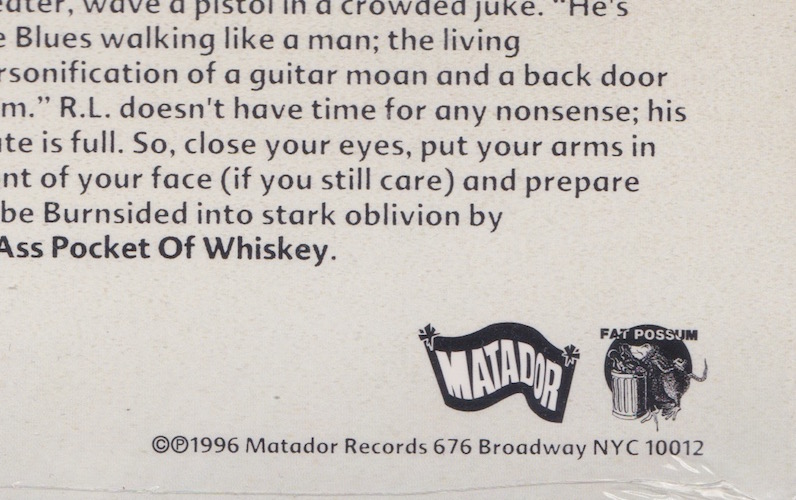 eater, wave a pistol in a crowded juke. "He's
e Blues walking like a man; the living
rsonification of a guitar moan and a back door
m.” R.L. doesn't have time for any nonsense; his
te is full. So, close your eyes, put your arms in
nt of your face (if you still care) and prepare
be Burnsided into stark oblivion by
Ass Pocket Of Whiskey.
MATADOR
FAT POSSUM
©℗1996 Matador Records 676 Broadway NYC 10012